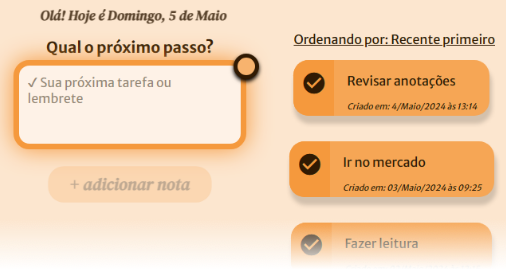 Olá! Hoje é Domingo, 5 de Maio
Qual o próximo passo?
✓ Sua próxima tarefa ou
lembrete
+ adicionar nota
Ordenando por: Recente primeiro
Revisar anotações
Criado em: 4/Maio/2024 às 13:14
Ir no mercado
Criado em: 03/Maio/2024 às 09:25
Fazer leitura